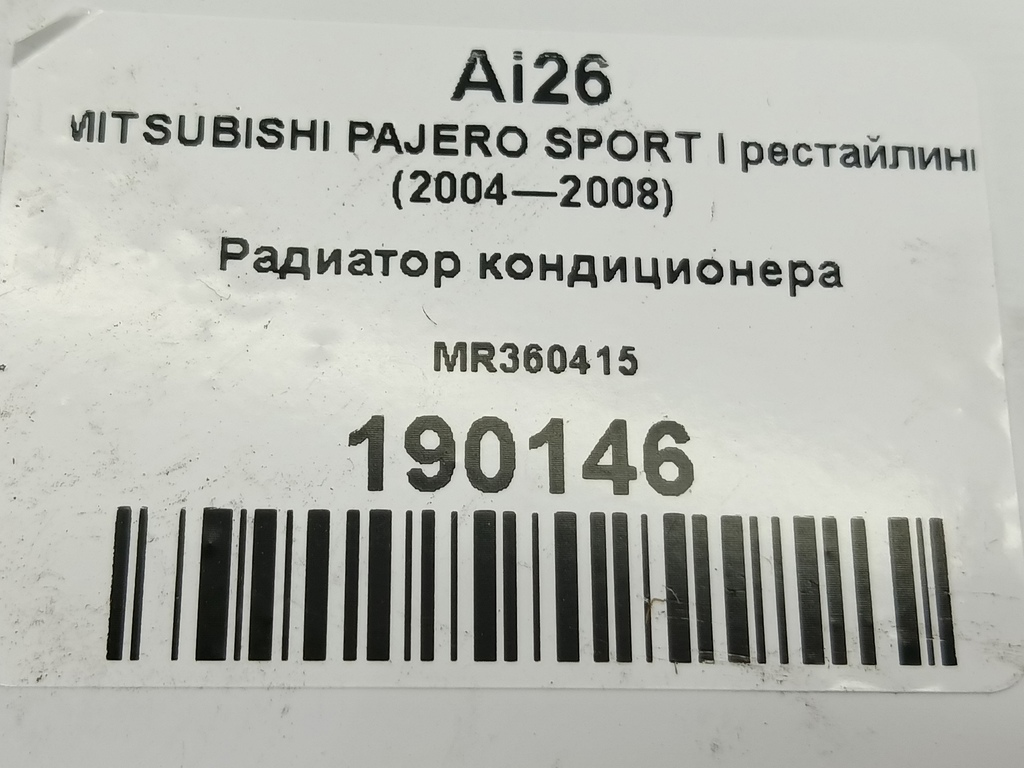 Ai26
MITSUBISHI PAJERO SPORT I рестайлинг
(2004—2008)
Радиатор кондиционера
MR360415
190146